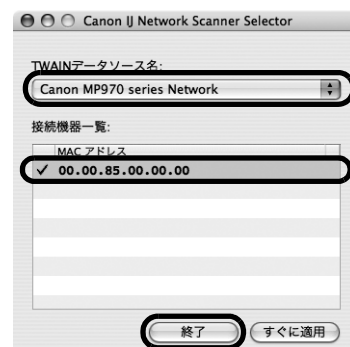 Canon IJ Network Scanner Selector
TWAINデータソース名:
Canon MP970 series Network
接続機器一覧:
MAC アドレス
✓ 00.00.85.00.00.00
終了 すぐに適用